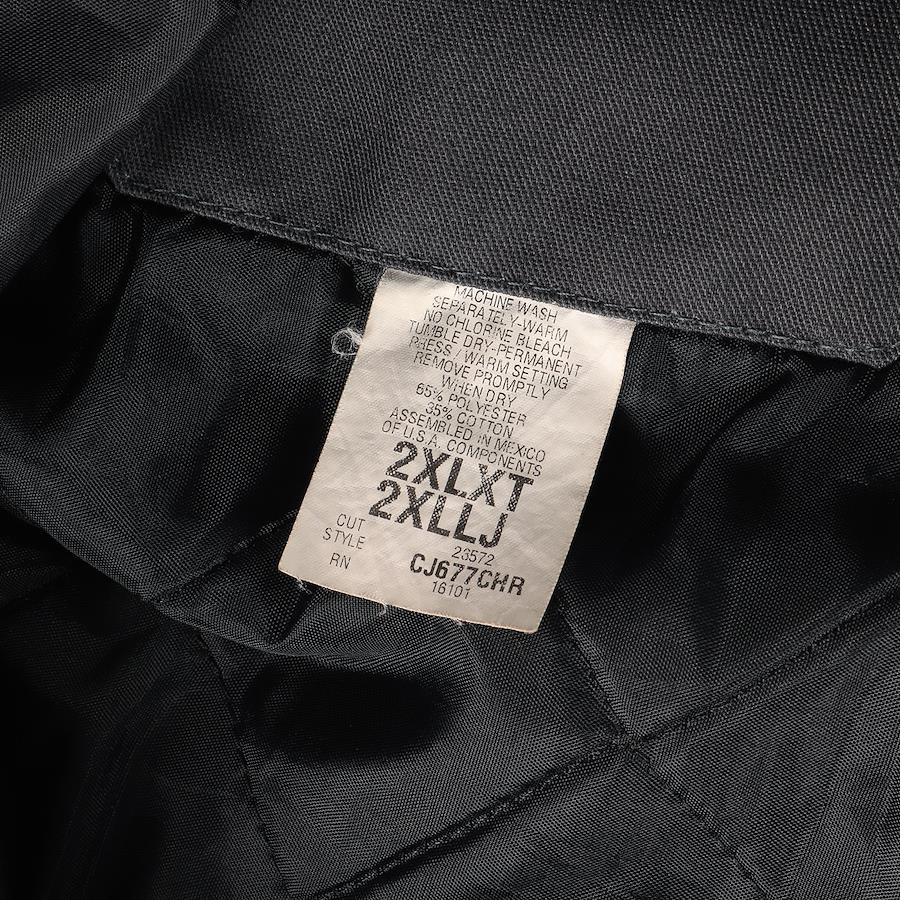 MACHINE WASH
SEPARATELY-WARM
NO CHLORINE BLEACH
TUMBLE DRY-PERMANENT
PRESS / WARM SETTING
REMOVE PROMPTLY
WHEN DRY
65% POLYESTER
35% COTTON
ASSEMBLED IN MEXICO
OF U.S.A. COMPONENTS
2XLXT
2XLLJ
CUT 23572
STYLE CJ677CHR
RN 16101